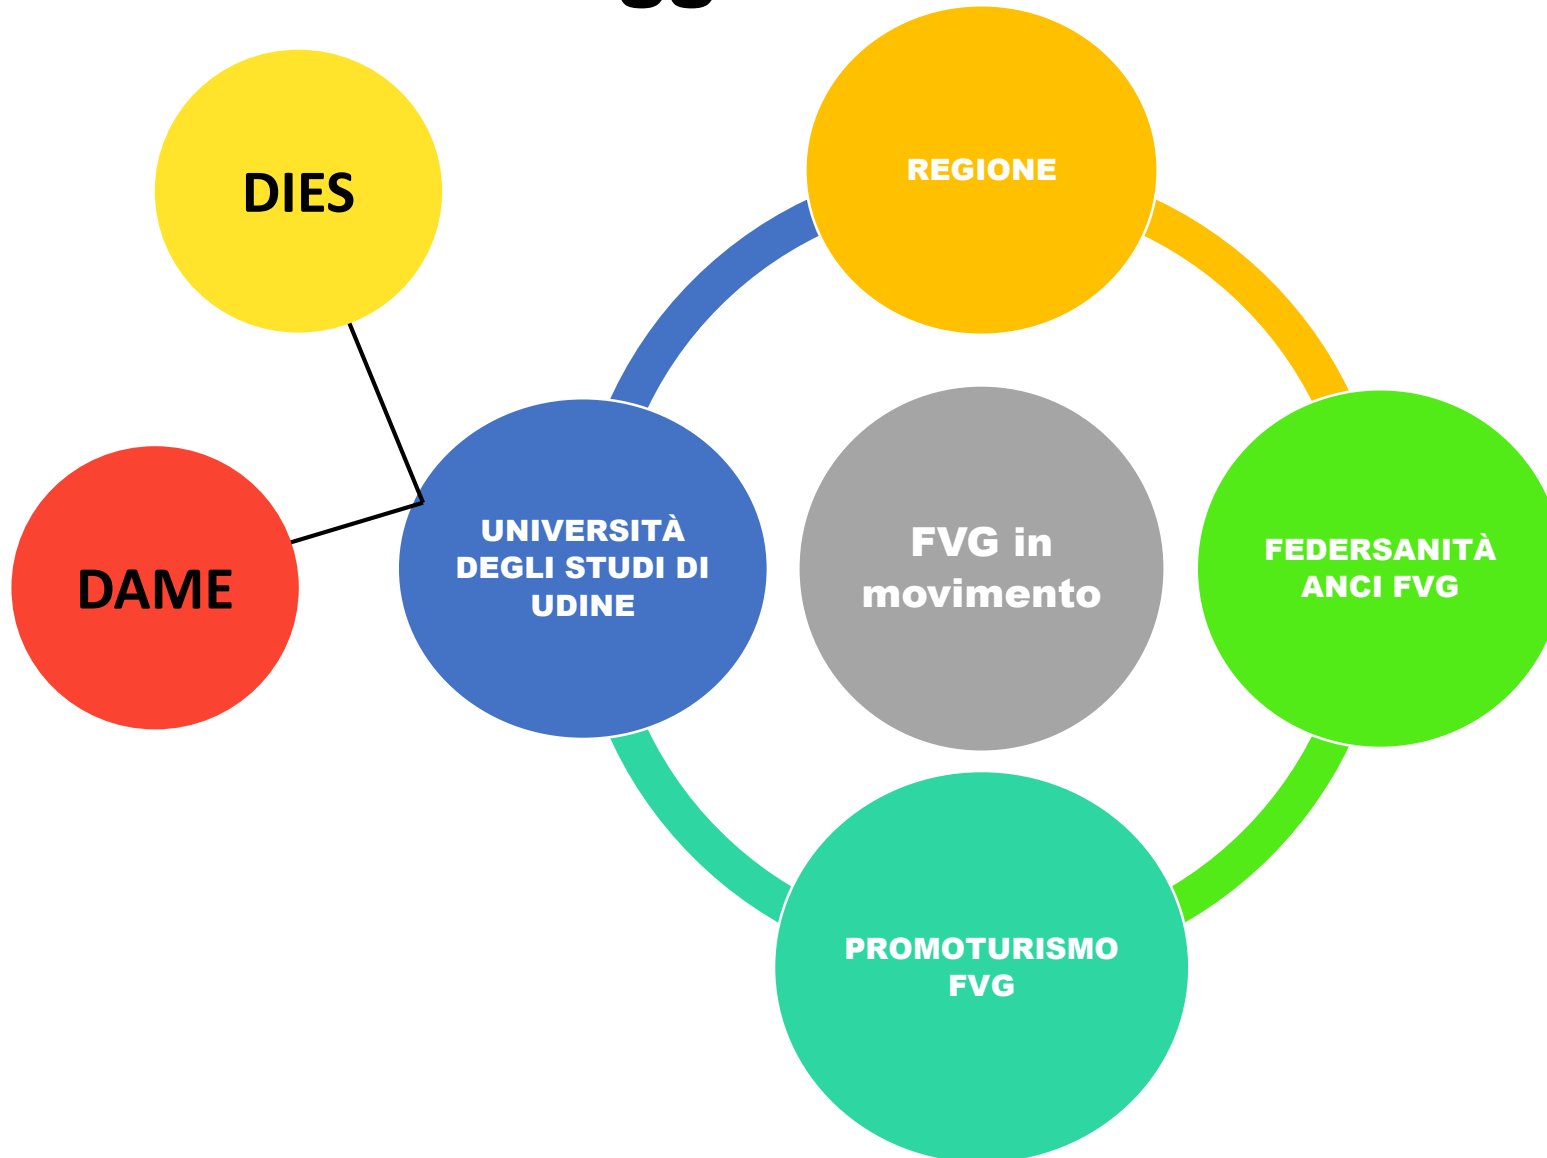 DIES
REGIONE
DAME
UNIVERSITÀ
DEGLI STUDI DI
UDINE
FVG in
movimento
FEDERSANITÀ
ANCI FVG
PROMOTURISMO
FVG